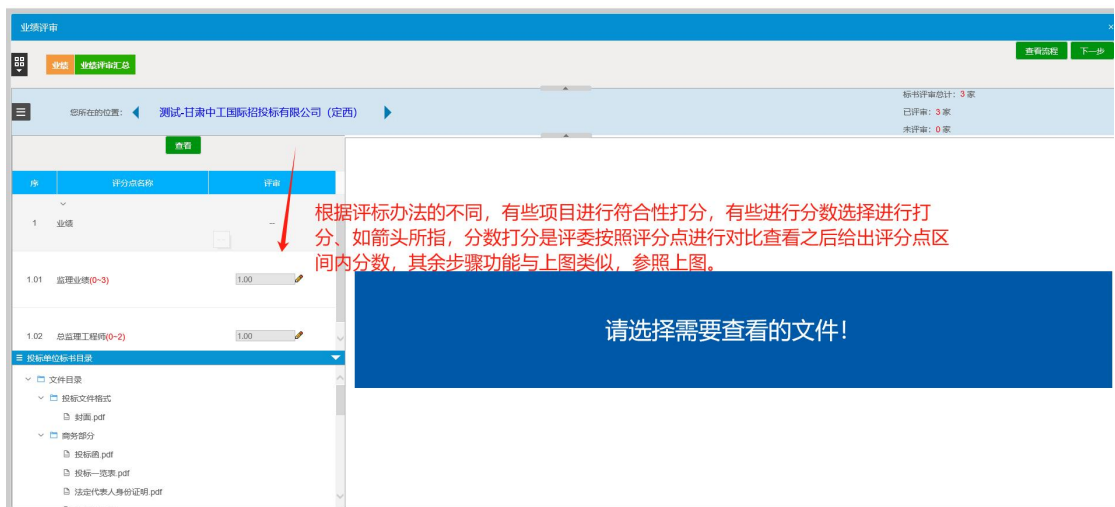 业绩评审
×
查看流程 下一步
业绩 业绩评审汇总
标书评审总计：3 家
您所在的位置： 测试-甘肃中工国际招投标有限公司（定西）
已评审：3 家
未评审：0 家
查看
序 评分点名称 评审
1 业绩 --
根据评标办法的不同，有些项目进行符合性打分，有些进行分数选择进行打
分、如箭头所指，分数打分是评委按照评分点进行对比查看之后给出评分点区
间内分数，其余步骤功能与上图类似，参照上图。
1.01 监理业绩(0~3) 1.00
请选择需要查看的文件！
1.02 总监理工程师(0~2) 1.00
投标单位标书目录
文件目录
投标文件格式
封面.pdf
商务部分
投标函.pdf
投标一览表.pdf
法定代表人身份证明.pdf